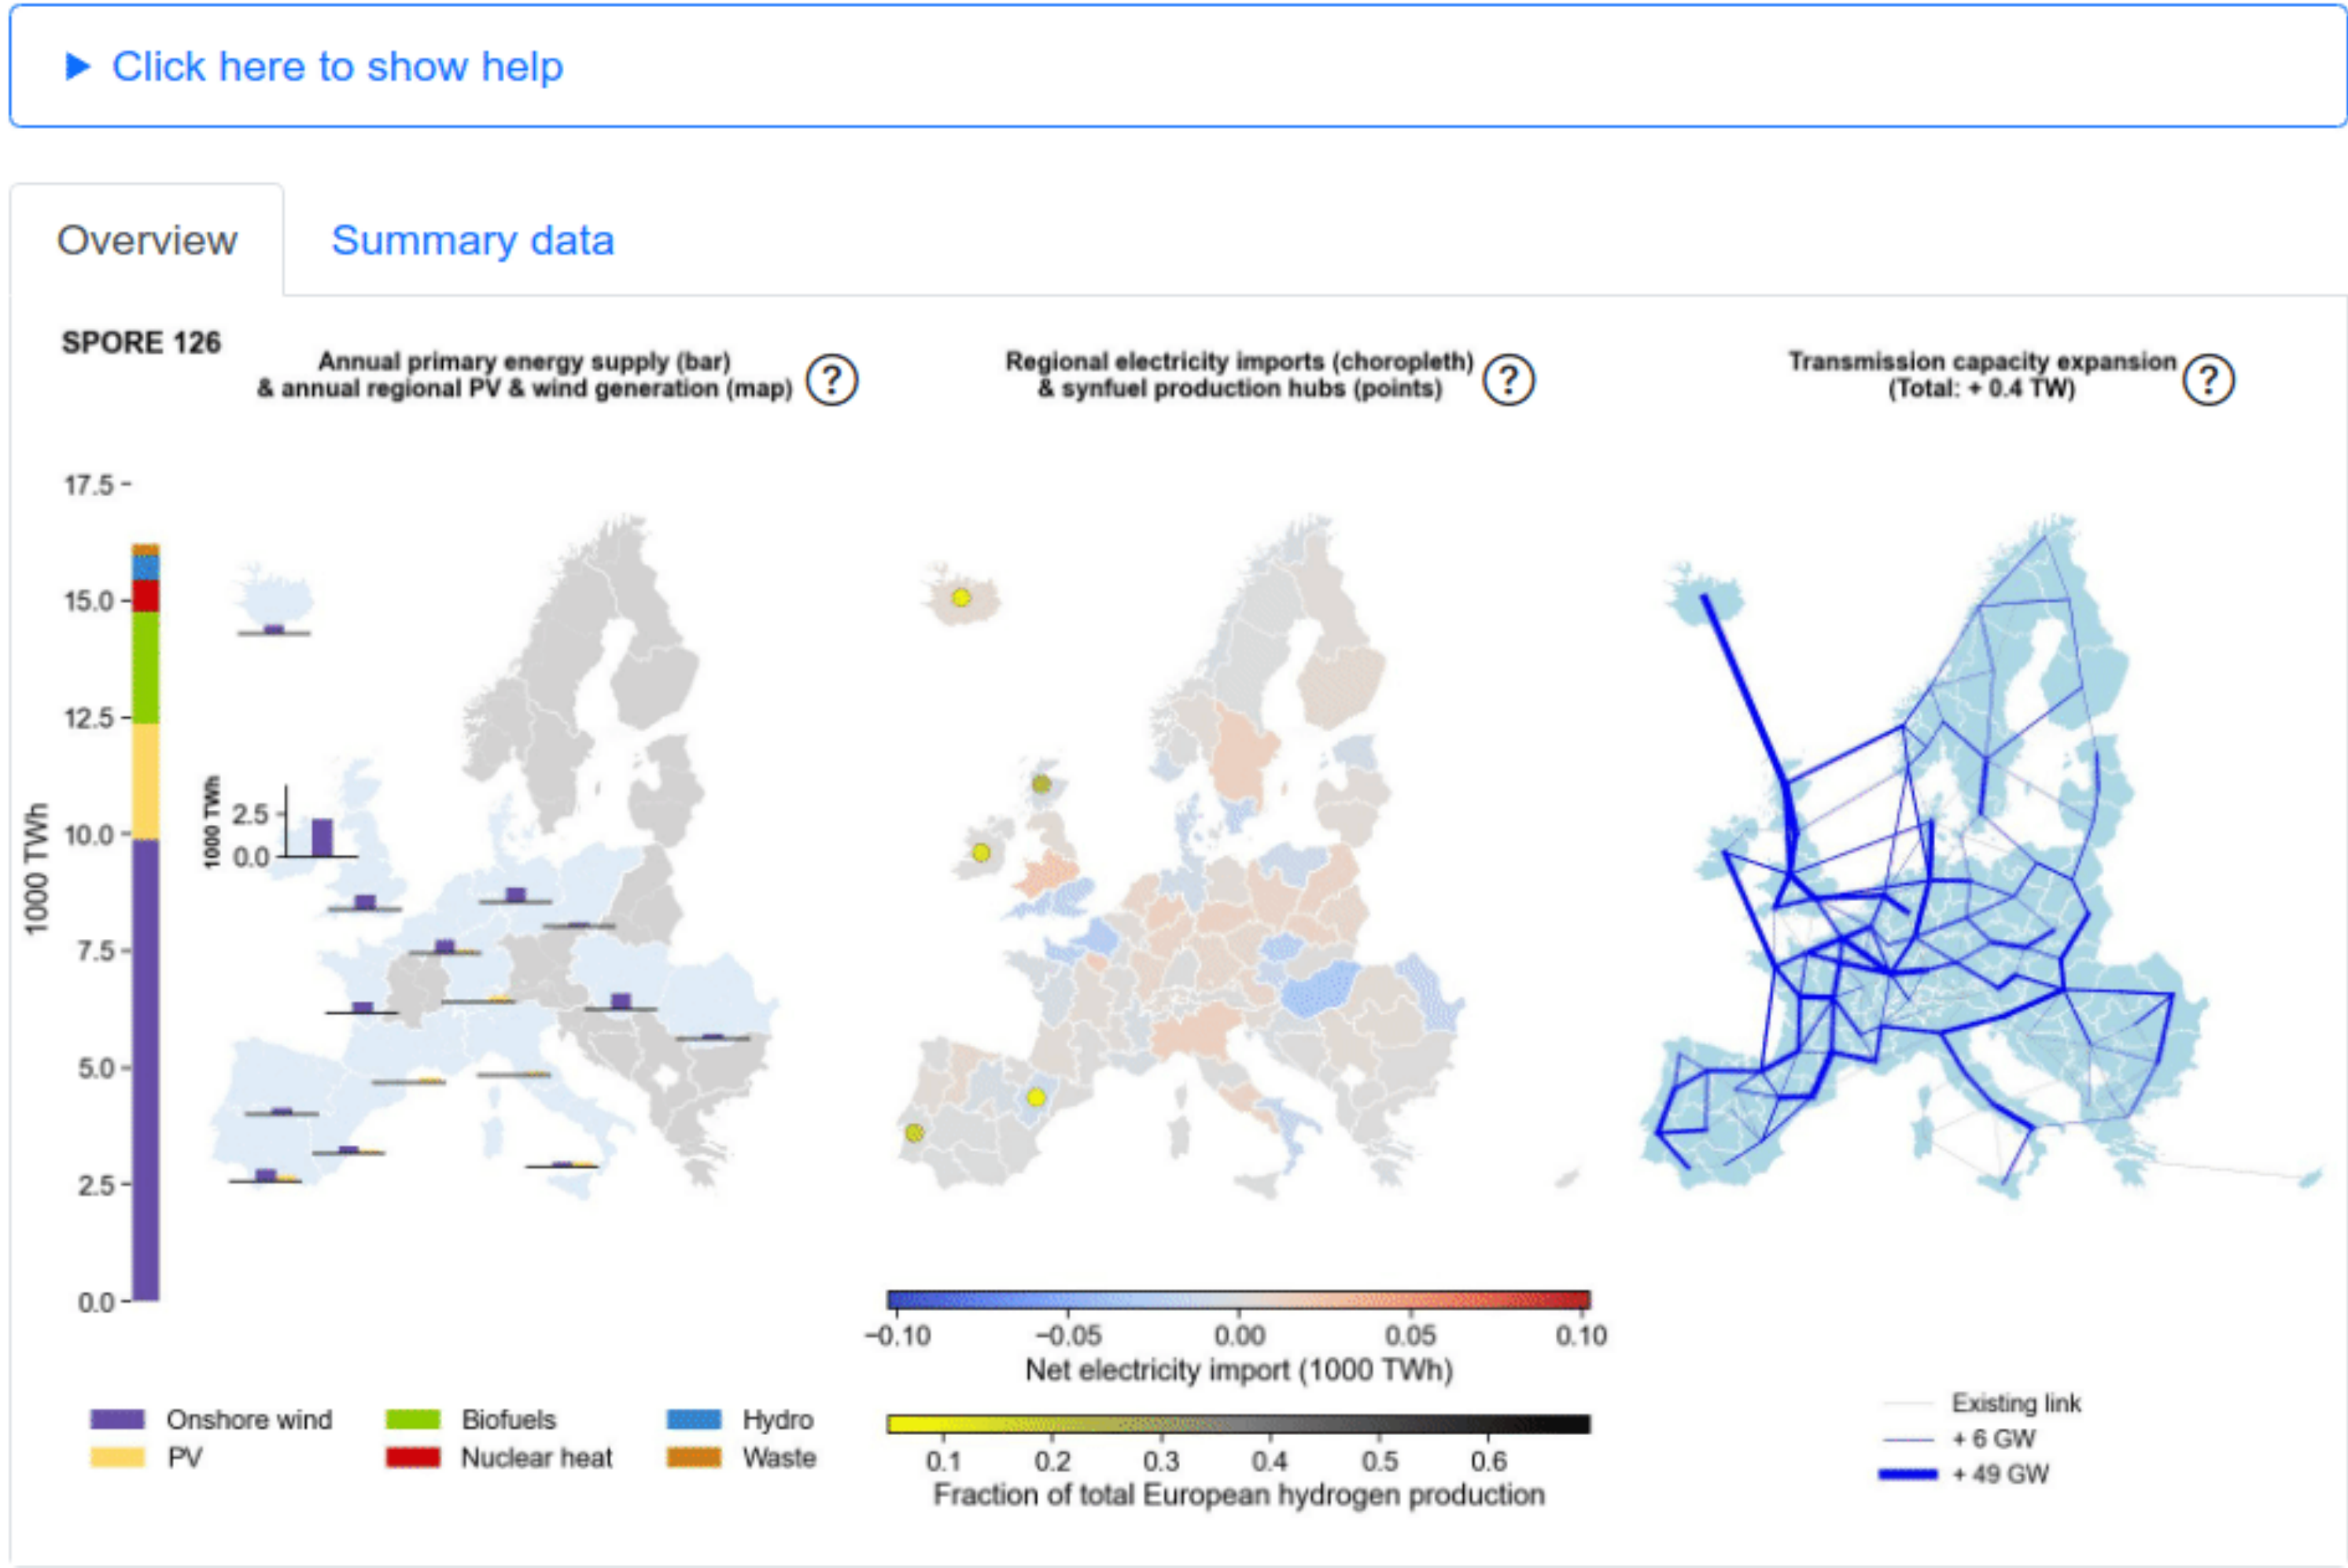 Click here to show help
Overview
Summary data
SPORE 126
Annual primary energy supply (bar)
& annual regional PV & wind generation (map)
?
Regional electricity imports (choropleth)
& synfuel production hubs (points)
?
Transmission capacity expansion
(Total: + 0.4 TW)
?
1000 TWh
17.5
15.0
12.5
10.0
7.5
5.0
2.5
0.0
1000 TWh
2.5
0.0
−0.10
−0.05
0.00
0.05
0.10
Net electricity import (1000 TWh)
0.1
0.2
0.3
0.4
0.5
0.6
Fraction of total European hydrogen production
Onshore wind
Biofuels
Hydro
PV
Nuclear heat
Waste
Existing link
+ 6 GW
+ 49 GW